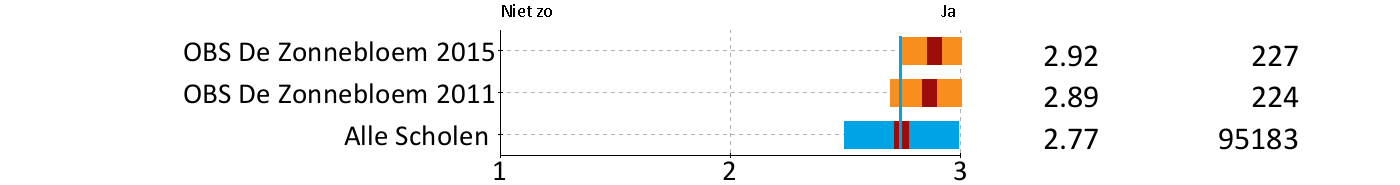 Niet zo Ja
OBS De Zonnebloem 2015 2.92 227
OBS De Zonnebloem 2011 2.89 224
Alle Scholen 2.77 95183
1 2 3